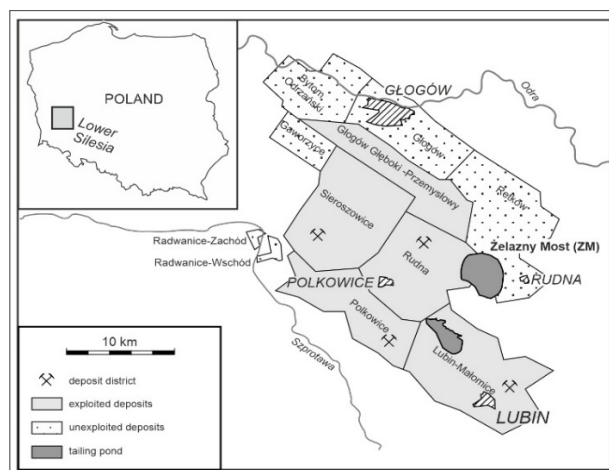 POLAND
Lower
Silesia
Bytom
Odrzański
GŁOGÓW
Odra
Gaworzyce
Głogów
Głogów Głęboki -Przemysłowy
Retków
Sieroszowice
Radwanice-Zachód
Radwanice-Wschód
Rudna
Żelazny Most (ZM)
RUDNA
POLKOWICE
Polkowice
Lubin-Małomice
Szprotawa
LUBIN
10 km
deposit district
exploited deposits
unexploited deposits
tailing pond